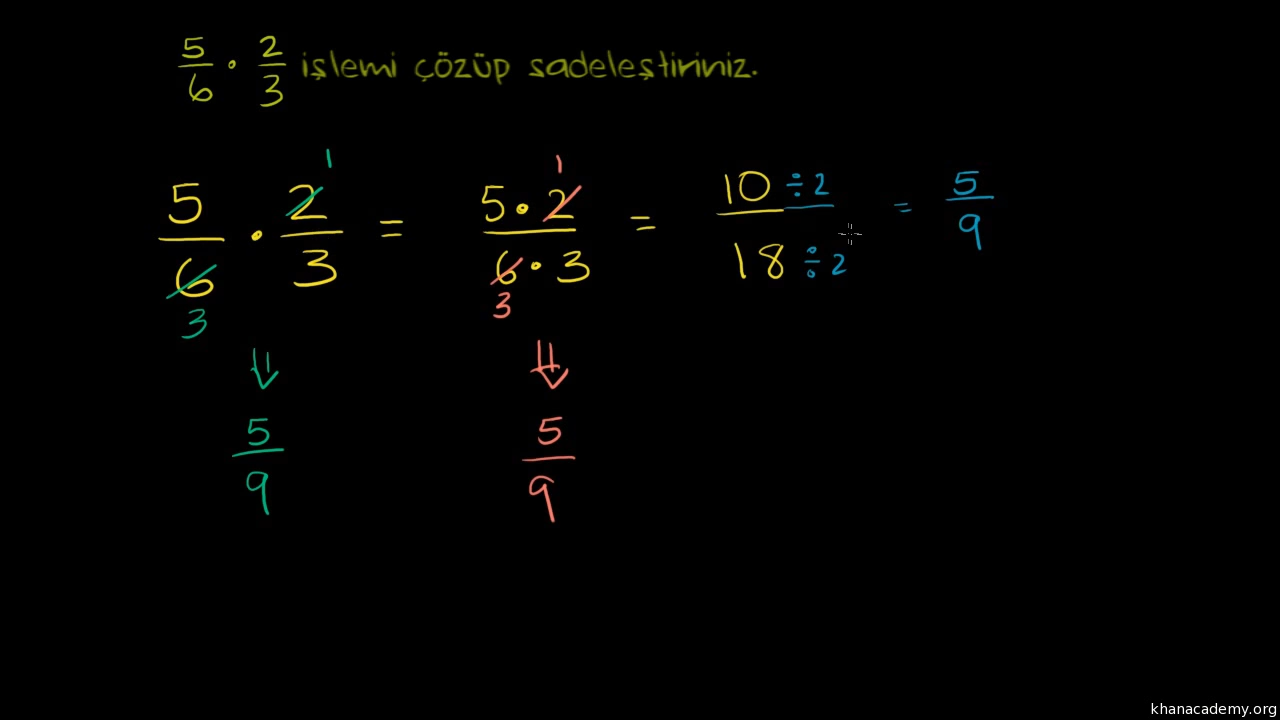 5/6 · 2/3 işlemi çözüp sadeleştiriniz.
5/6 · 2/3 = 5·2/6·3 = 10÷2/18÷2 = 5/9
1 1
3 3
5/9 5/9
khanacademy.org